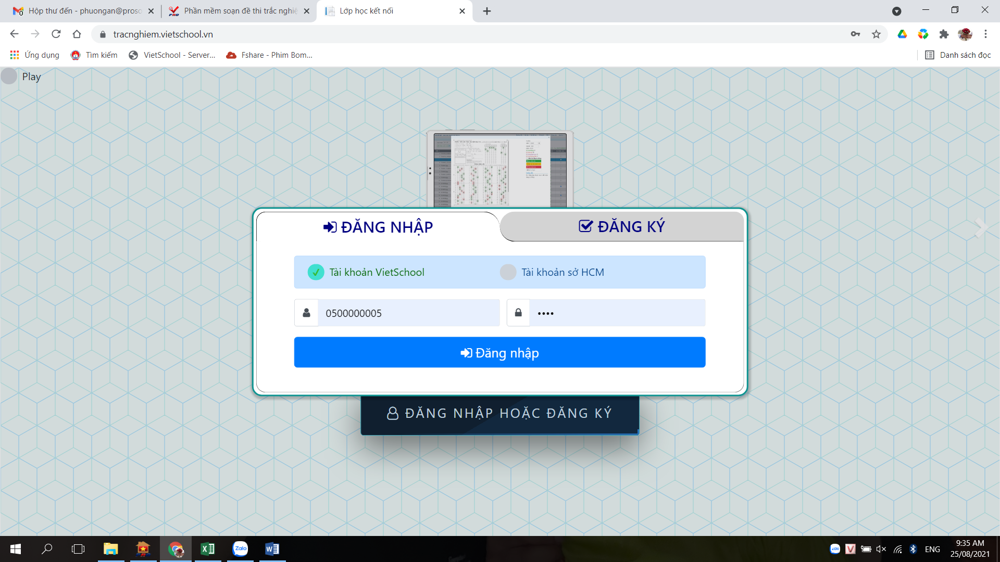 Hộp thư đến - phuongan@proso
Phần mềm soạn đề thi trắc nghiệ
Lớp học kết nối
tracnghiem.vietschool.vn
Ứng dụng
Tìm kiếm
VietSchool - Server...
Fshare - Phim Bom...
Danh sách đọc
Play
ĐĂNG NHẬP
ĐĂNG KÝ
Tài khoản VietSchool
Tài khoản sở HCM
0500000005
••••
Đăng nhập
ĐĂNG NHẬP HOẶC ĐĂNG KÝ
Zalo
ENG
9:35 AM
25/08/2021